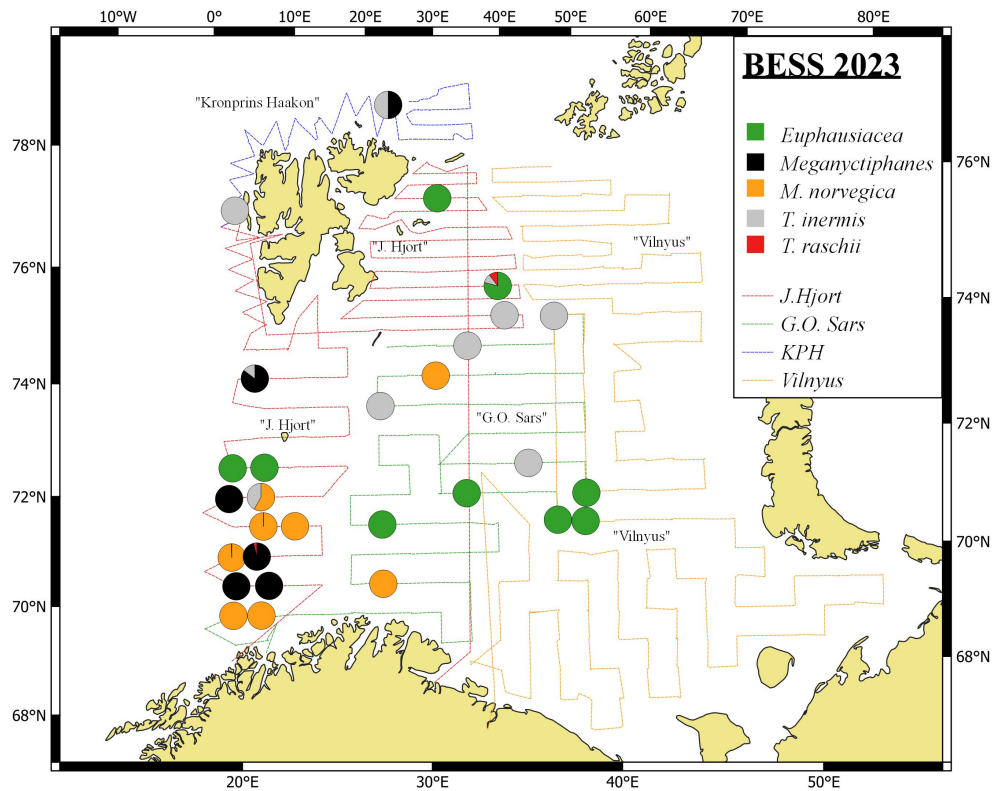 10°W 0° 10°E 20°E 30°E 40°E 50°E 60°E 70°E 80°E
BESS 2023
"Kronprins Haakon"
Euphausiacea
78°N
Meganyctiphanes
76°N
M. norvegica
T. inermis
"J. Hjort"
"Vilnyus"
T. raschii
76°N
J.Hjort
74°N
G.O. Sars
KPH
74°N
Vilnyus
"J. Hjort"
"G.O. Sars"
72°N
72°N
"Vilnyus"
70°N
70°N
68°N
68°N
20°E 30°E 40°E 50°E